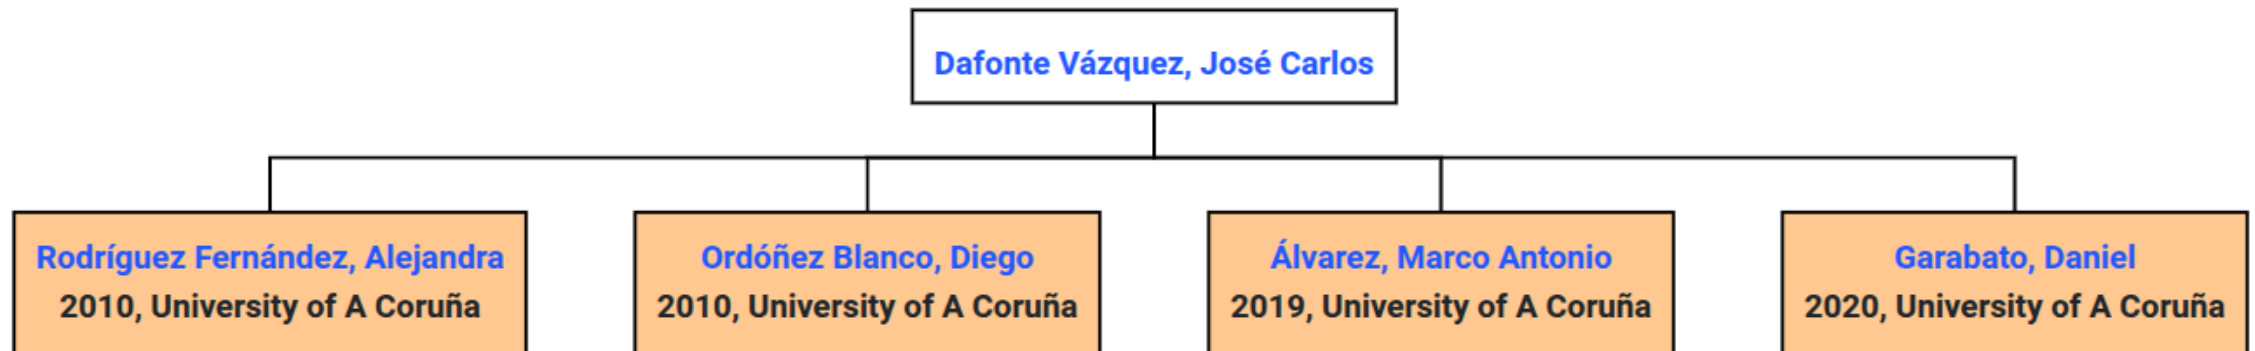 Dafonte Vázquez, José Carlos
Rodríguez Fernández, Alejandra
2010, University of A Coruña
Ordóñez Blanco, Diego
2010, University of A Coruña
Álvarez, Marco Antonio
2019, University of A Coruña
Garabato, Daniel
2020, University of A Coruña